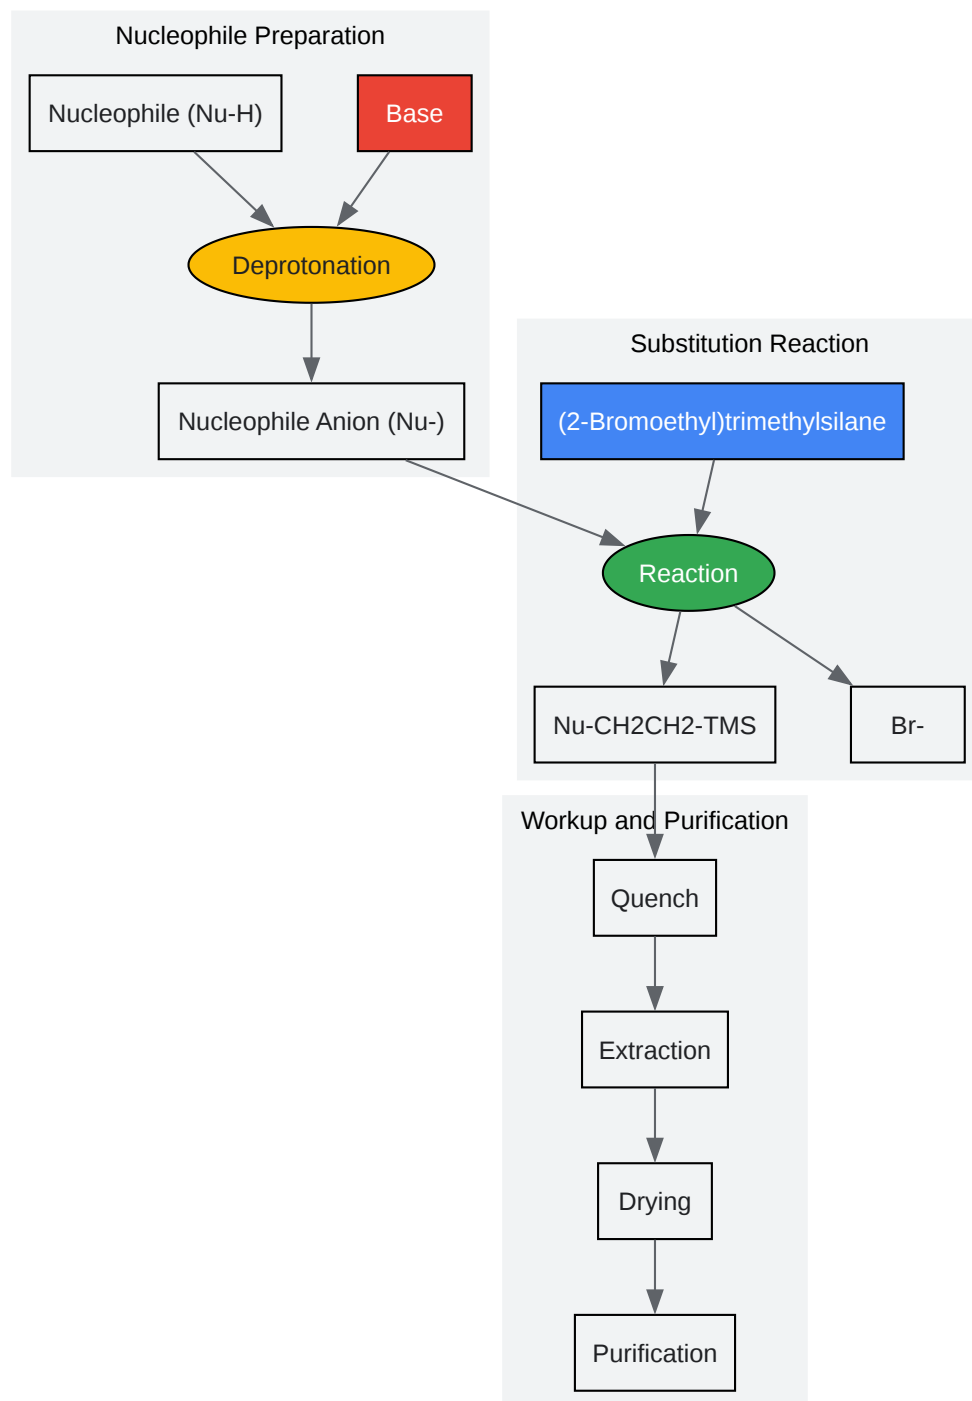 Nucleophile Preparation
Nucleophile (Nu-H)
Base
Deprotonation
Nucleophile Anion (Nu-)
Substitution Reaction
(2-Bromoethyl)trimethylsilane
Reaction
Nu-CH2CH2-TMS
Br-
Workup and Purification
Quench
Extraction
Drying
Purification